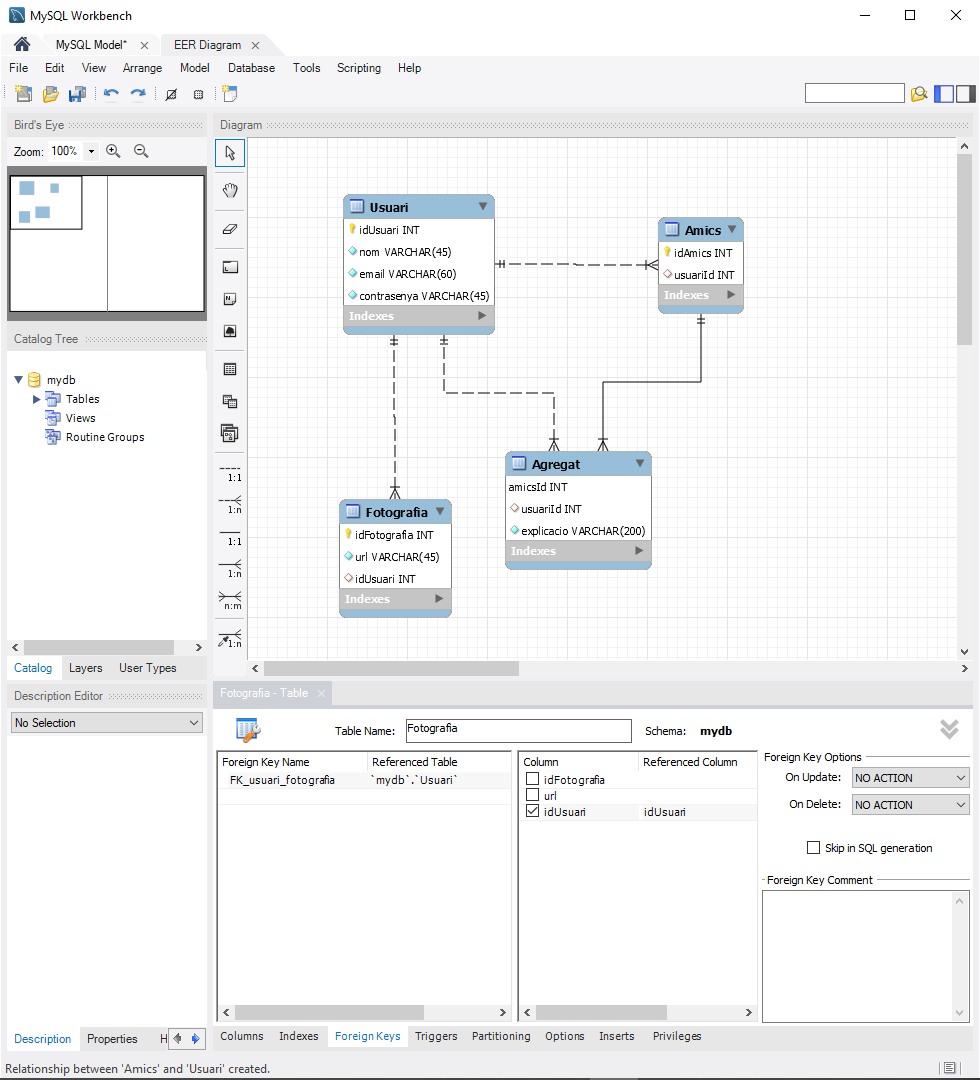 MySQL Workbench
MySQL Model*
EER Diagram
File Edit View Arrange Model Database Tools Scripting Help
Bird's Eye
Zoom: 100%
Catalog Tree
mydb
Tables
Views
Routine Groups
Catalog Layers User Types
Description Editor
No Selection
Description Properties H
Diagram
1:1
1:n
1:1
1:n
n:m
1:n
Usuari
idUsuari INT
nom VARCHAR(45)
email VARCHAR(60)
contrasenya VARCHAR(45)
Indexes
Amics
idAmics INT
usuariId INT
Indexes
Agregat
amicsId INT
usuariId INT
explicacio VARCHAR(200)
Indexes
Fotografia
idFotografia INT
url VARCHAR(45)
idUsuari INT
Indexes
Fotografia - Table
Table Name: Fotografia
Schema: mydb
Foreign Key Name Referenced Table
FK_usuari_fotografia `mydb`.`Usuari`
Column Referenced Column
idFotografia
url
idUsuari idUsuari
Foreign Key Options
On Update: NO ACTION
On Delete: NO ACTION
Skip in SQL generation
Foreign Key Comment
Columns Indexes Foreign Keys Triggers Partitioning Options Inserts Privileges
Relationship between 'Amics' and 'Usuari' created.